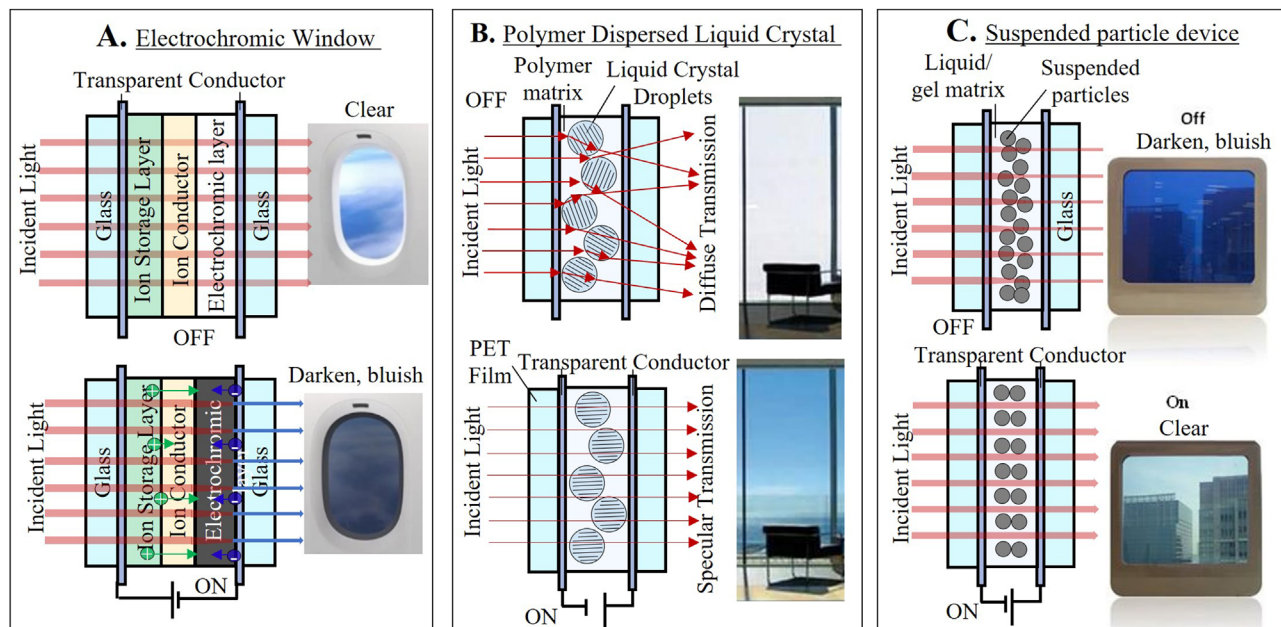 A. Electrochromic Window
Transparent Conductor
Clear
Incident Light
Glass
Ion Storage Layer
Ion Conductor
Electrochromic layer
Glass
OFF
Darken, bluish
Incident Light
Glass
Ion Storage Layer
Ion Conductor
Electrochromic
layer
Glass
ON
B. Polymer Dispersed Liquid Crystal
OFF
Polymer
matrix
Liquid Crystal
Droplets
Incident Light
Diffuse Transmission
PET
Film
Transparent Conductor
Incident Light
Specular Transmission
ON
C. Suspended particle device
Liquid/
gel matrix
Suspended
particles
Off
Darken, bluish
Incident Light
Glass
OFF
Transparent Conductor
On
Clear
Incident Light
ON